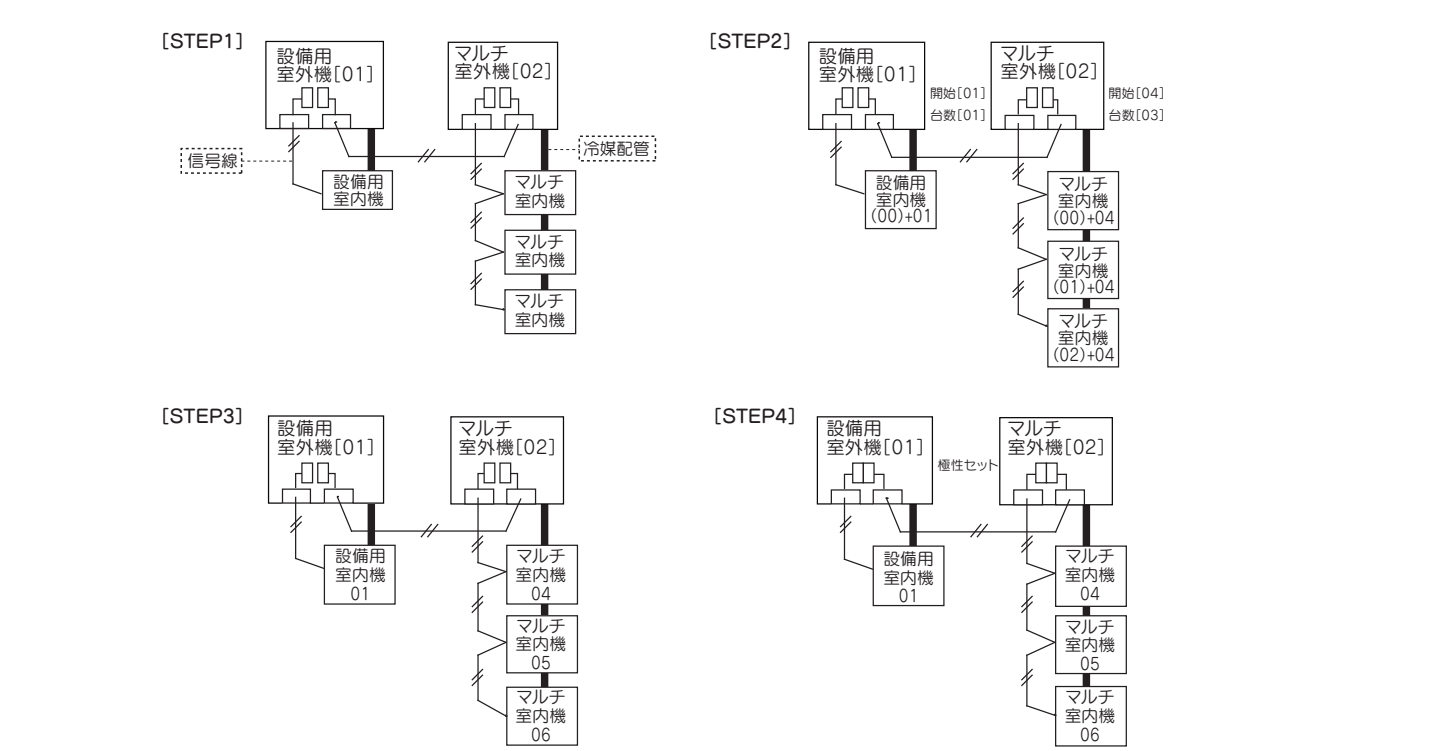 [STEP1]
設備用
室外機[01]
マルチ
室外機[02]
信号線
冷媒配管
設備用
室内機
マルチ
室内機
マルチ
室内機
マルチ
室内機
[STEP2]
設備用
室外機[01]
開始[01]
台数[01]
マルチ
室外機[02]
開始[04]
台数[03]
設備用
室内機
(00)+01
マルチ
室内機
(00)+04
マルチ
室内機
(01)+04
マルチ
室内機
(02)+04
[STEP3]
設備用
室外機[01]
マルチ
室外機[02]
設備用
室内機
01
マルチ
室内機
04
マルチ
室内機
05
マルチ
室内機
06
[STEP4]
設備用
室外機[01]
極性セット
マルチ
室外機[02]
設備用
室内機
01
マルチ
室内機
04
マルチ
室内機
05
マルチ
室内機
06